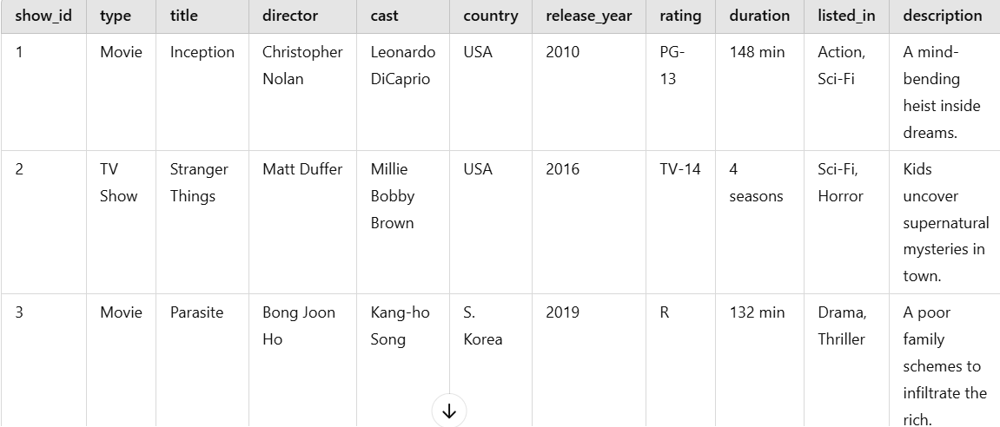 show_id type title director cast country release_year rating duration listed_in description
1 Movie Inception Christopher Leonardo USA 2010 PG- 148 min Action, A mind-
Nolan DiCaprio 13 Sci-Fi bending
heist inside
dreams.
2 TV Stranger Matt Duffer Millie USA 2016 TV-14 4 Sci-Fi, Kids
Show Things Bobby seasons Horror uncover
Brown supernatural
mysteries in
town.
3 Movie Parasite Bong Joon Kang-ho S. 2019 R 132 min Drama, A poor
Ho Song Korea Thriller family
schemes to
infiltrate the
rich.